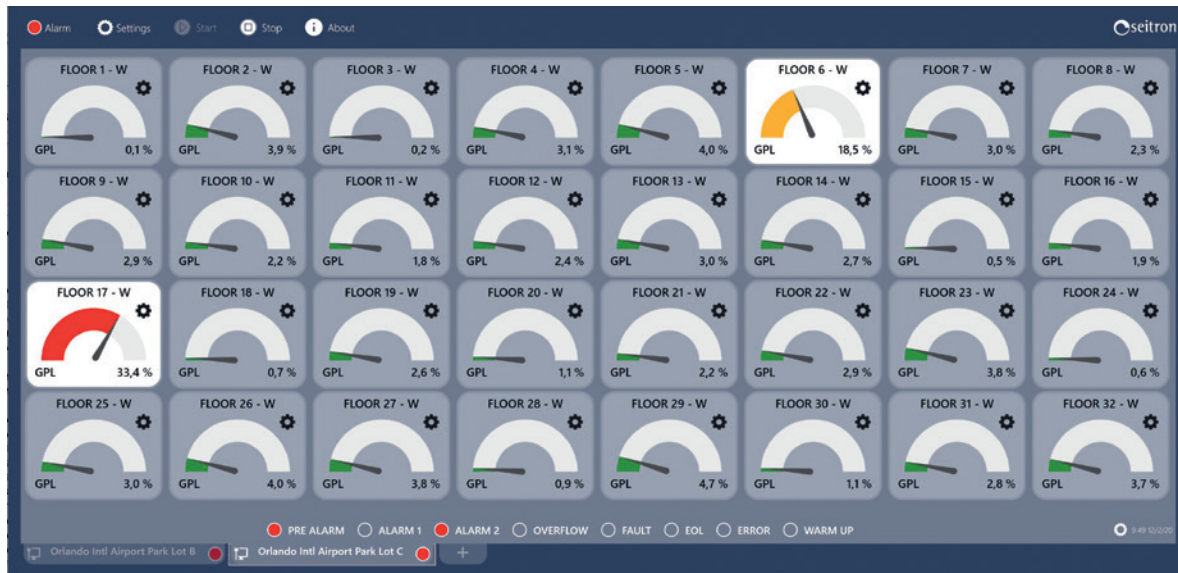 Alarm Settings Start Stop About seitron
FLOOR 1 - W FLOOR 2 - W FLOOR 3 - W FLOOR 4 - W FLOOR 5 - W FLOOR 6 - W FLOOR 7 - W FLOOR 8 - W
GPL 0,1 % GPL 3,9 % GPL 0,2 % GPL 3,1 % GPL 4,0 % GPL 18,5 % GPL 3,0 % GPL 2,3 %
FLOOR 9 - W FLOOR 10 - W FLOOR 11 - W FLOOR 12 - W FLOOR 13 - W FLOOR 14 - W FLOOR 15 - W FLOOR 16 - W
GPL 2,9 % GPL 2,2 % GPL 1,8 % GPL 2,4 % GPL 3,0 % GPL 2,7 % GPL 0,5 % GPL 1,9 %
FLOOR 17 - W FLOOR 18 - W FLOOR 19 - W FLOOR 20 - W FLOOR 21 - W FLOOR 22 - W FLOOR 23 - W FLOOR 24 - W
GPL 33,4 % GPL 0,7 % GPL 2,6 % GPL 1,1 % GPL 2,2 % GPL 2,9 % GPL 3,8 % GPL 0,6 %
FLOOR 25 - W FLOOR 26 - W FLOOR 27 - W FLOOR 28 - W FLOOR 29 - W FLOOR 30 - W FLOOR 31 - W FLOOR 32 - W
GPL 3,0 % GPL 4,0 % GPL 3,8 % GPL 0,9 % GPL 4,7 % GPL 1,1 % GPL 2,8 % GPL 3,7 %
PRE ALARM ALARM 1 ALARM 2 OVERFLOW FAULT EOL ERROR WARM UP
Orlando Intl Airport Park Lot B Orlando Intl Airport Park Lot C +